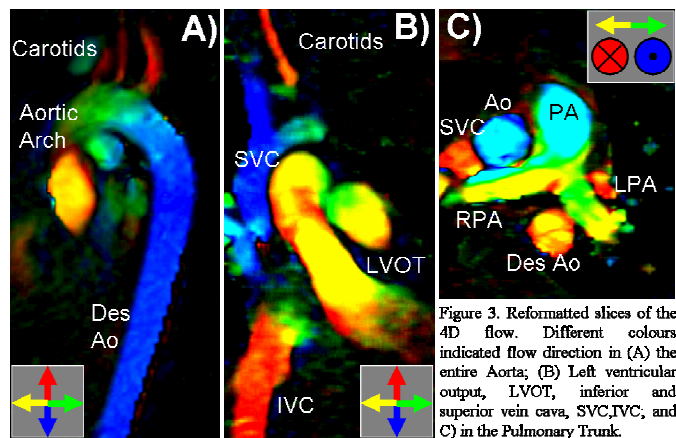 A)
Carotids
Aortic
Arch
Des
Ao
B)
Carotids
SVC
LVOT
IVC
C)
Ao
PA
SVC
LPA
RPA
Des Ao
Figure 3. Reformatted slices of the
4D flow. Different colours
indicated flow direction in (A) the
entire Aorta; (B) Left ventricular
output, LVOT, inferior and
superior vein cava, SVC,IVC; and
C) in the Pulmonary Trunk.